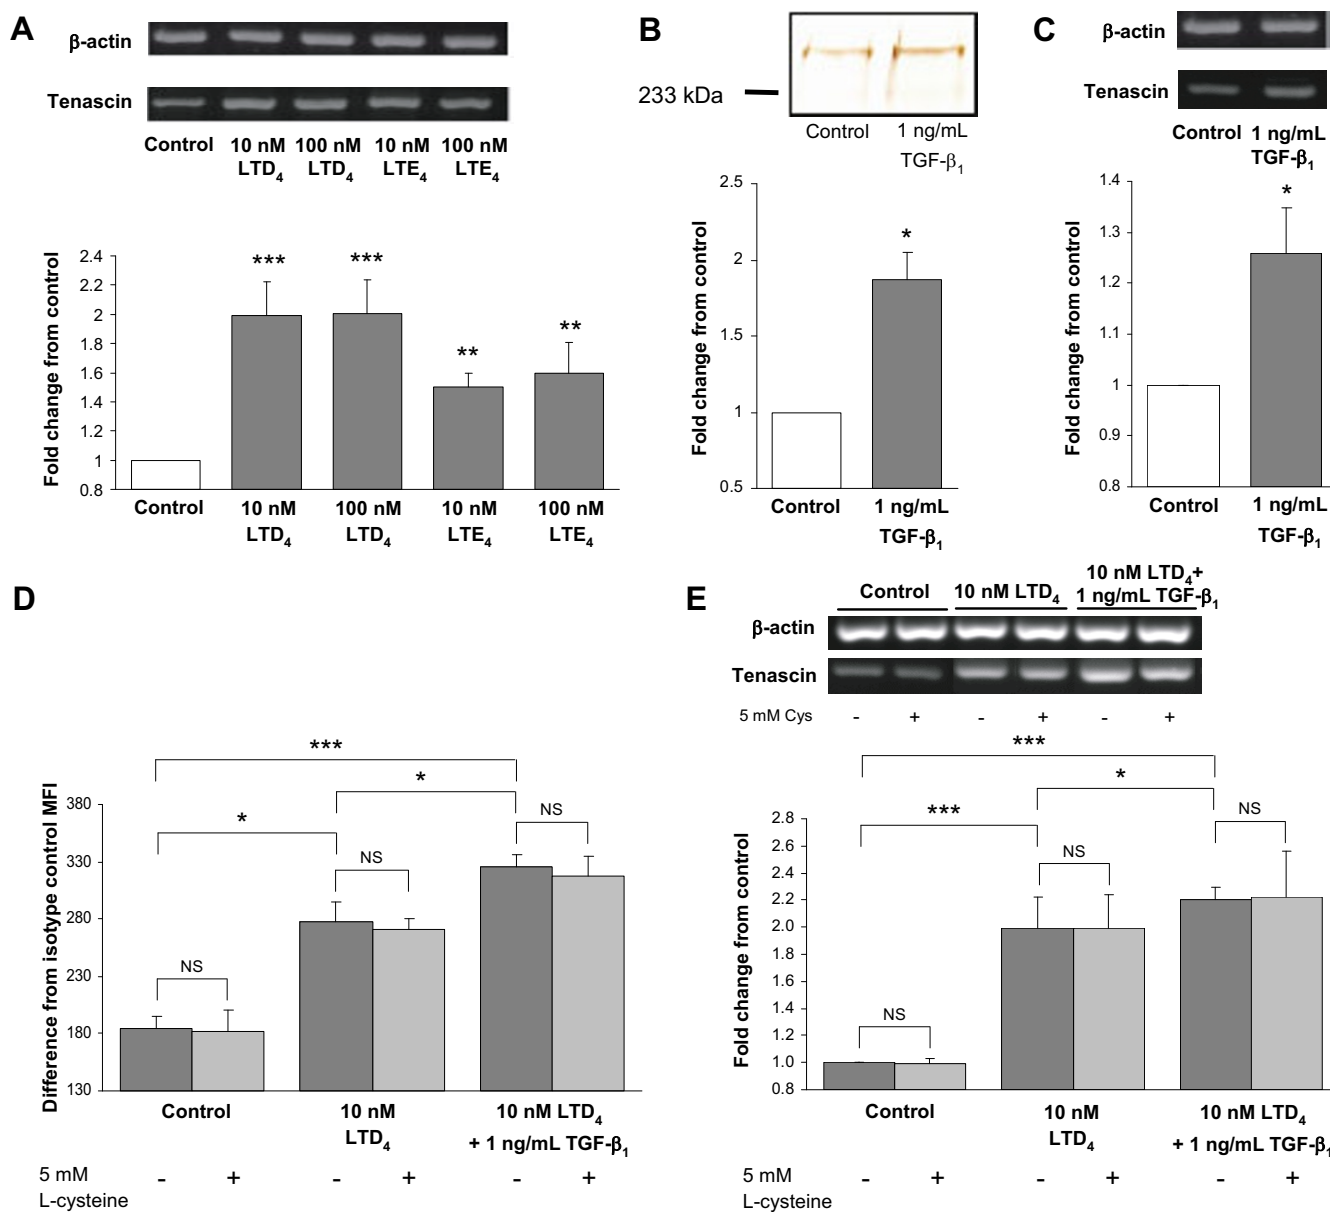 A
β-actin
Tenascin
Control 10 nM 100 nM 10 nM 100 nM
LTD4 LTD4 LTE4 LTE4
Fold change from control
2.4
2.2
2
1.8
1.6
1.4
1.2
1
0.8
*** *** ** **
Control 10 nM 100 nM 10 nM 100 nM
LTD4 LTD4 LTE4 LTE4
B
233 kDa
Control 1 ng/mL
TGF-β1
Fold change from control
2.5
2
1.5
1
0.5
*
Control 1 ng/mL
TGF-β1
C
β-actin
Tenascin
Control 1 ng/mL
TGF-β1
Fold change from control
1.4
1.3
1.2
1.1
1
0.9
0.8
*
Control 1 ng/mL
TGF-β1
D
Difference from isotype control MFI
380
330
280
230
180
130
***
*
*
NS
NS
NS
Control 10 nM 10 nM LTD4
LTD4 + 1 ng/mL TGF-β1
5 mM
L-cysteine
- + - + - +
E
Control 10 nM LTD4 10 nM LTD4+
1 ng/mL TGF-β1
β-actin
Tenascin
5 mM Cys - + - + - +
Fold change from control
2.8
2.6
2.4
2.2
2.0
1.8
1.6
1.4
1.2
1.0
0.8
***
*
***
NS
NS
NS
Control 10 nM 10 nM LTD4
LTD4 + 1 ng/mL TGF-β1
5 mM
L-cysteine
- + - + - +